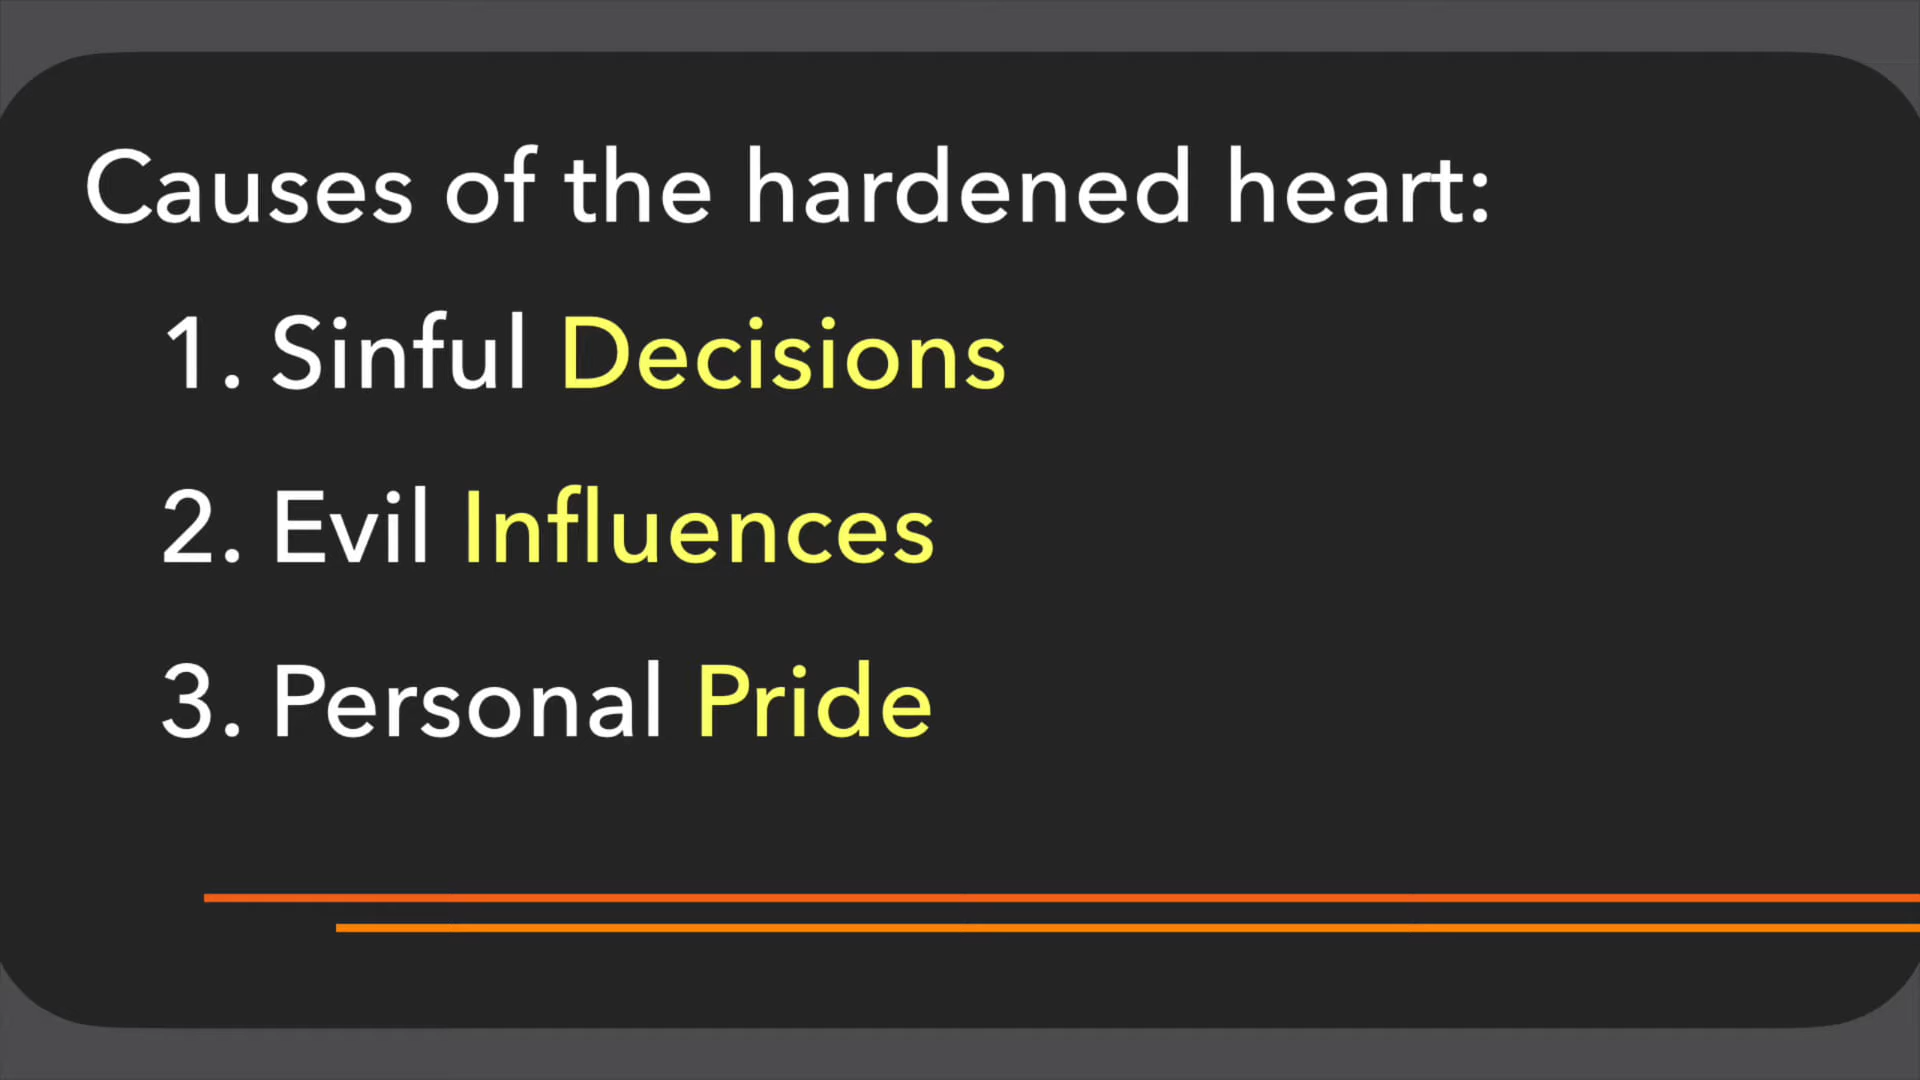 Causes of the hardened heart:
1. Sinful Decisions
2. Evil Influences
3. Personal Pride